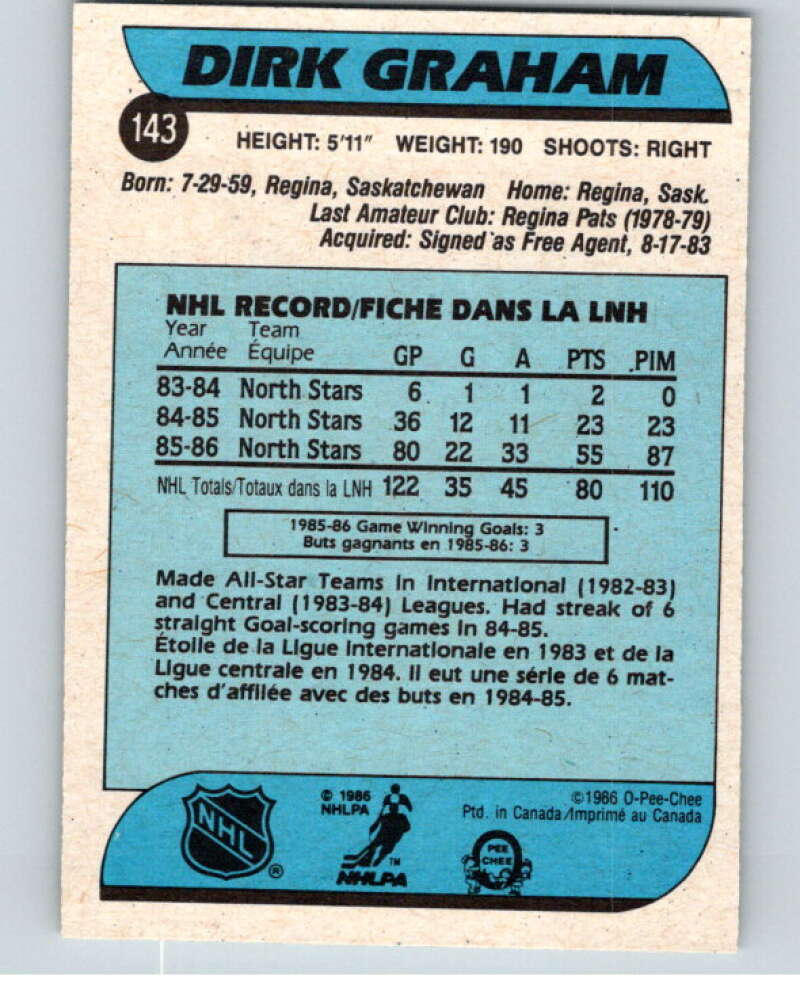 DIRK GRAHAM
143
HEIGHT: 5'11" WEIGHT: 190 SHOOTS: RIGHT
Born: 7-29-59, Regina, Saskatchewan Home: Regina, Sask.
Last Amateur Club: Regina Pats (1978-79)
Acquired: Signed as Free Agent, 8-17-83
NHL RECORD/FICHE DANS LA LNH
Year Team
Année Équipe GP G A PTS PIM
83-84 North Stars 6 1 1 2 0
84-85 North Stars 36 12 11 23 23
85-86 North Stars 80 22 33 55 87
NHL Totals/Totaux dans la LNH 122 35 45 80 110
1985-86 Game Winning Goals: 3
Buts gagnants en 1985-86: 3
Made All-Star Teams in International (1982-83)
and Central (1983-84) Leagues. Had streak of 6
straight Goal-scoring games in 84-85.
Étoile de la Ligue Internationale en 1983 et de la
Ligue centrale en 1984. Il eut une série de 6 mat-
ches d'affilée avec des buts en 1984-85.
NHL ®
© 1986
NHLPA
TM
NHLPA
©1986 O-Pee-Chee
Ptd. in Canada/Imprimé au Canada
PEE
CHEE